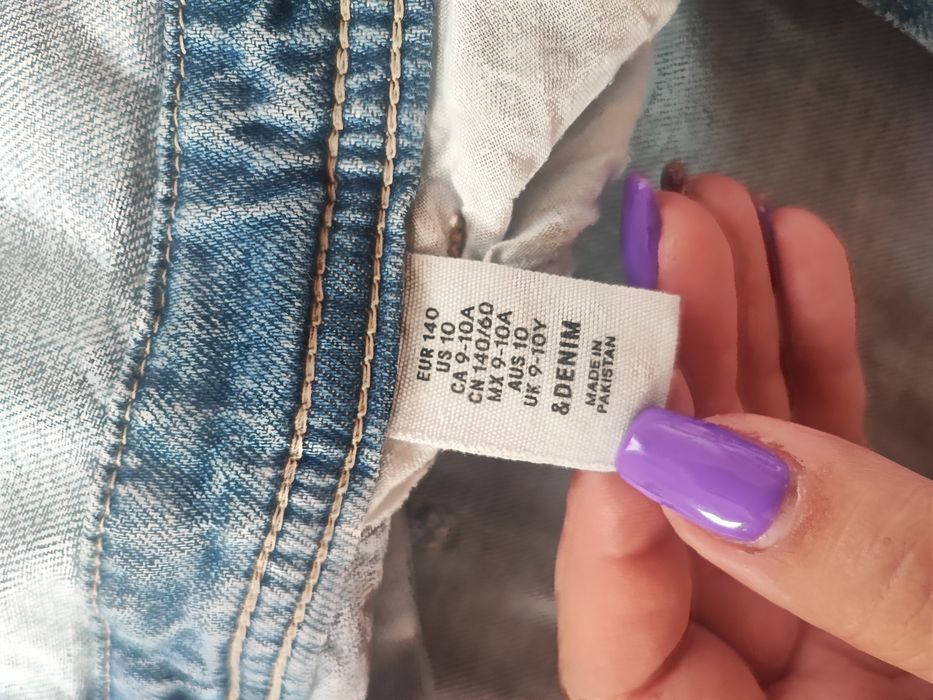 EUR 140
US 10
CA 9-10A
CN 140/60
MX 9-10A
AUS 10
UK 9-10Y
&DENIM
MADE IN
PAKISTAN